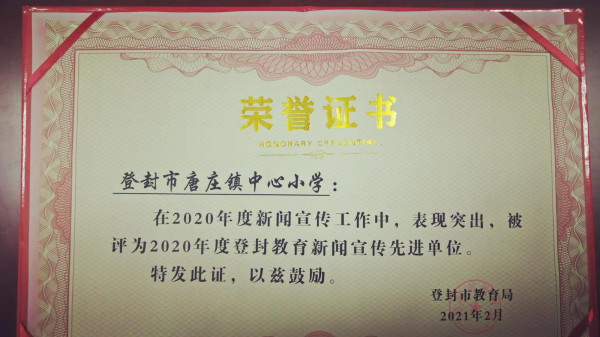 荣誉证书
HONORARY CREDENTIAL
登封市唐庄镇中心小学：
在2020年度新闻宣传工作中，表现突出，被
评为2020年度登封教育新闻宣传先进单位。
特发此证，以兹鼓励。
登封市教育局
2021年2月